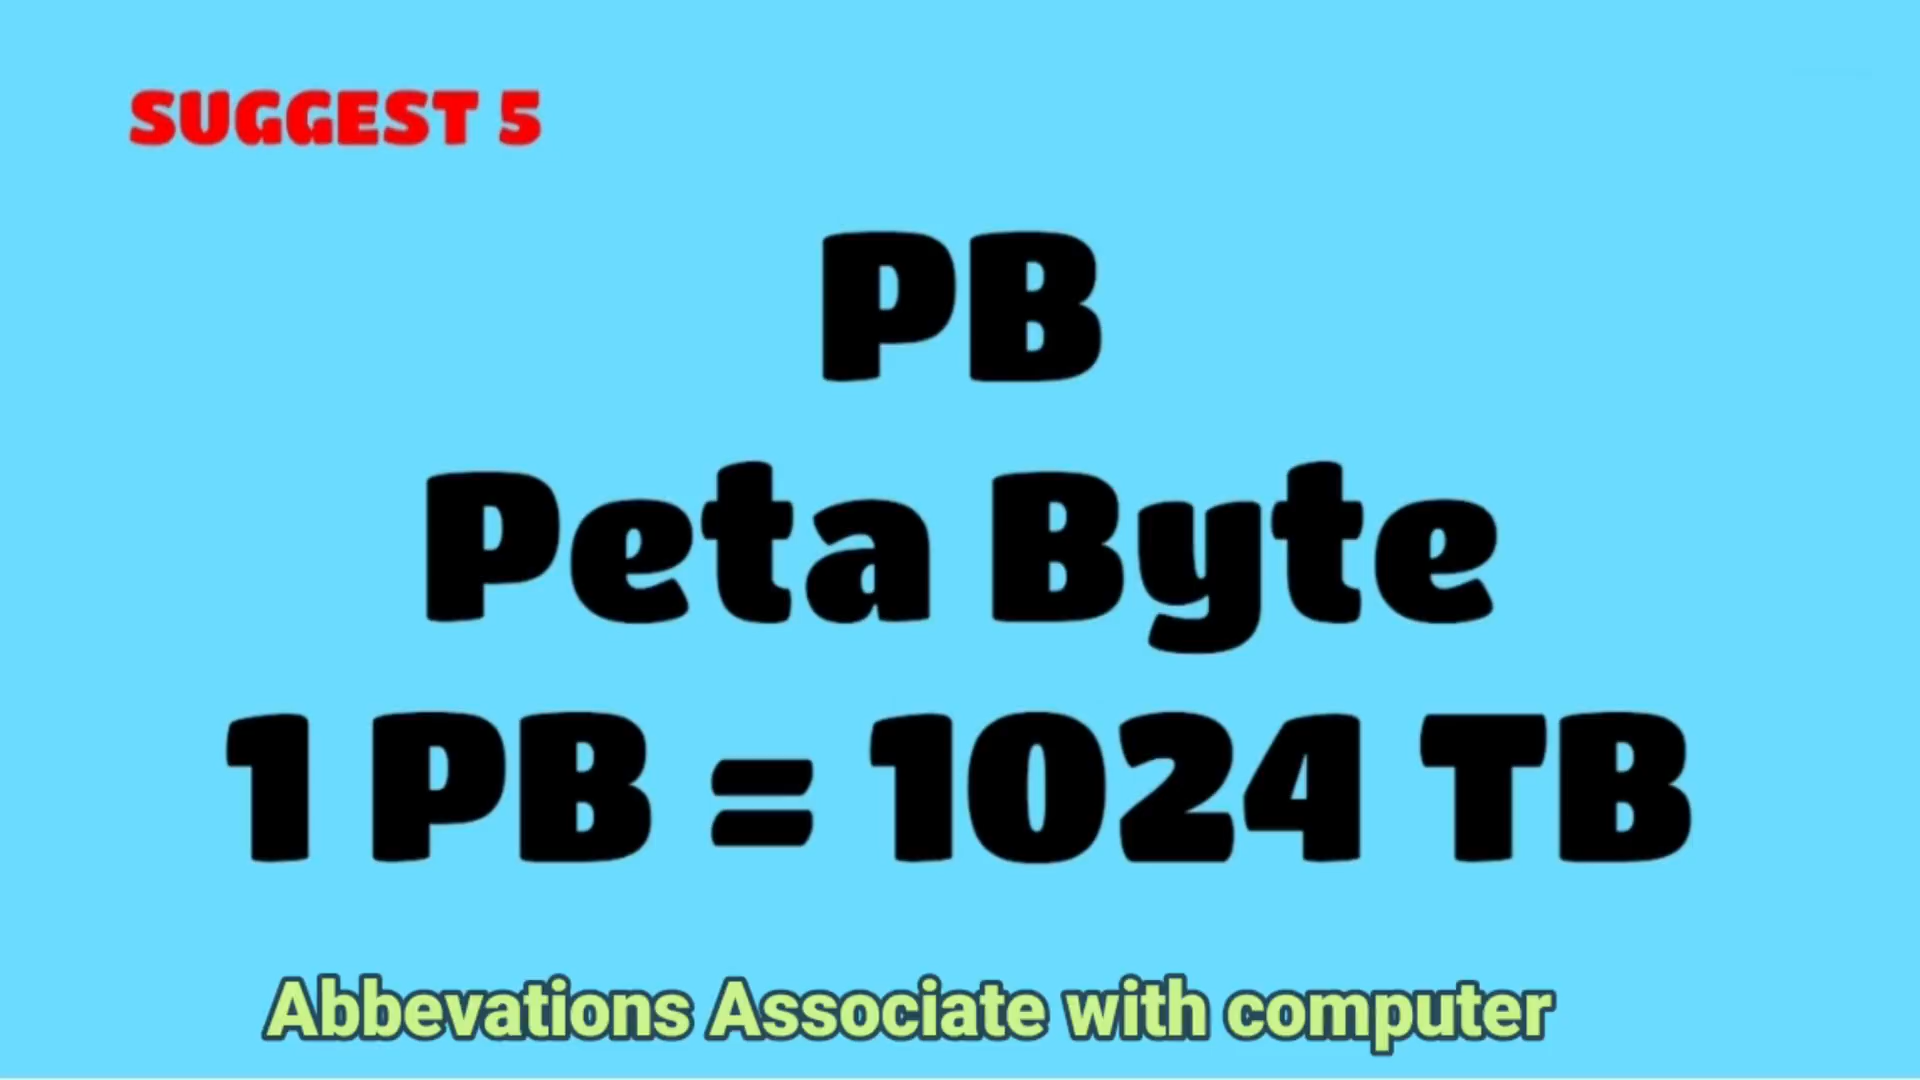 SUGGEST 5
PB
Peta Byte
1 PB = 1024 TB
Abbevations Associate with computer